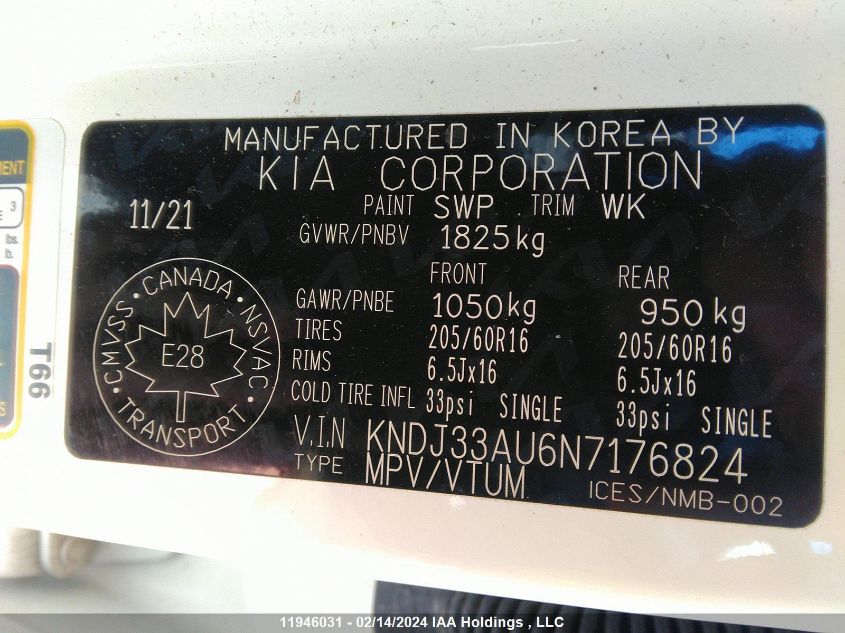 MANUFACTURED IN KOREA BY
KIA CORPORATION
11/21
PAINT SWP . TRIM WK
GVWR/PNBV 1825kg
FRONT REAR
GAWR/PNBE 1050kg 950kg
TIRES 205/60R16 205/60R16
RIMS 6.5Jx16 6.5Jx16
COLD TIRE INFL 33psi SINGLE 33psi SINGLE
V.I.N KNDJ33AU6N7176824
TYPE MPV/VTUM
ICES/NMB-002
CMVSS • CANADA • NSVAC • TRANSPORT •
E28
T66
3
lbs.
lb.
11946031 - 02/14/2024 IAA Holdings , LLC